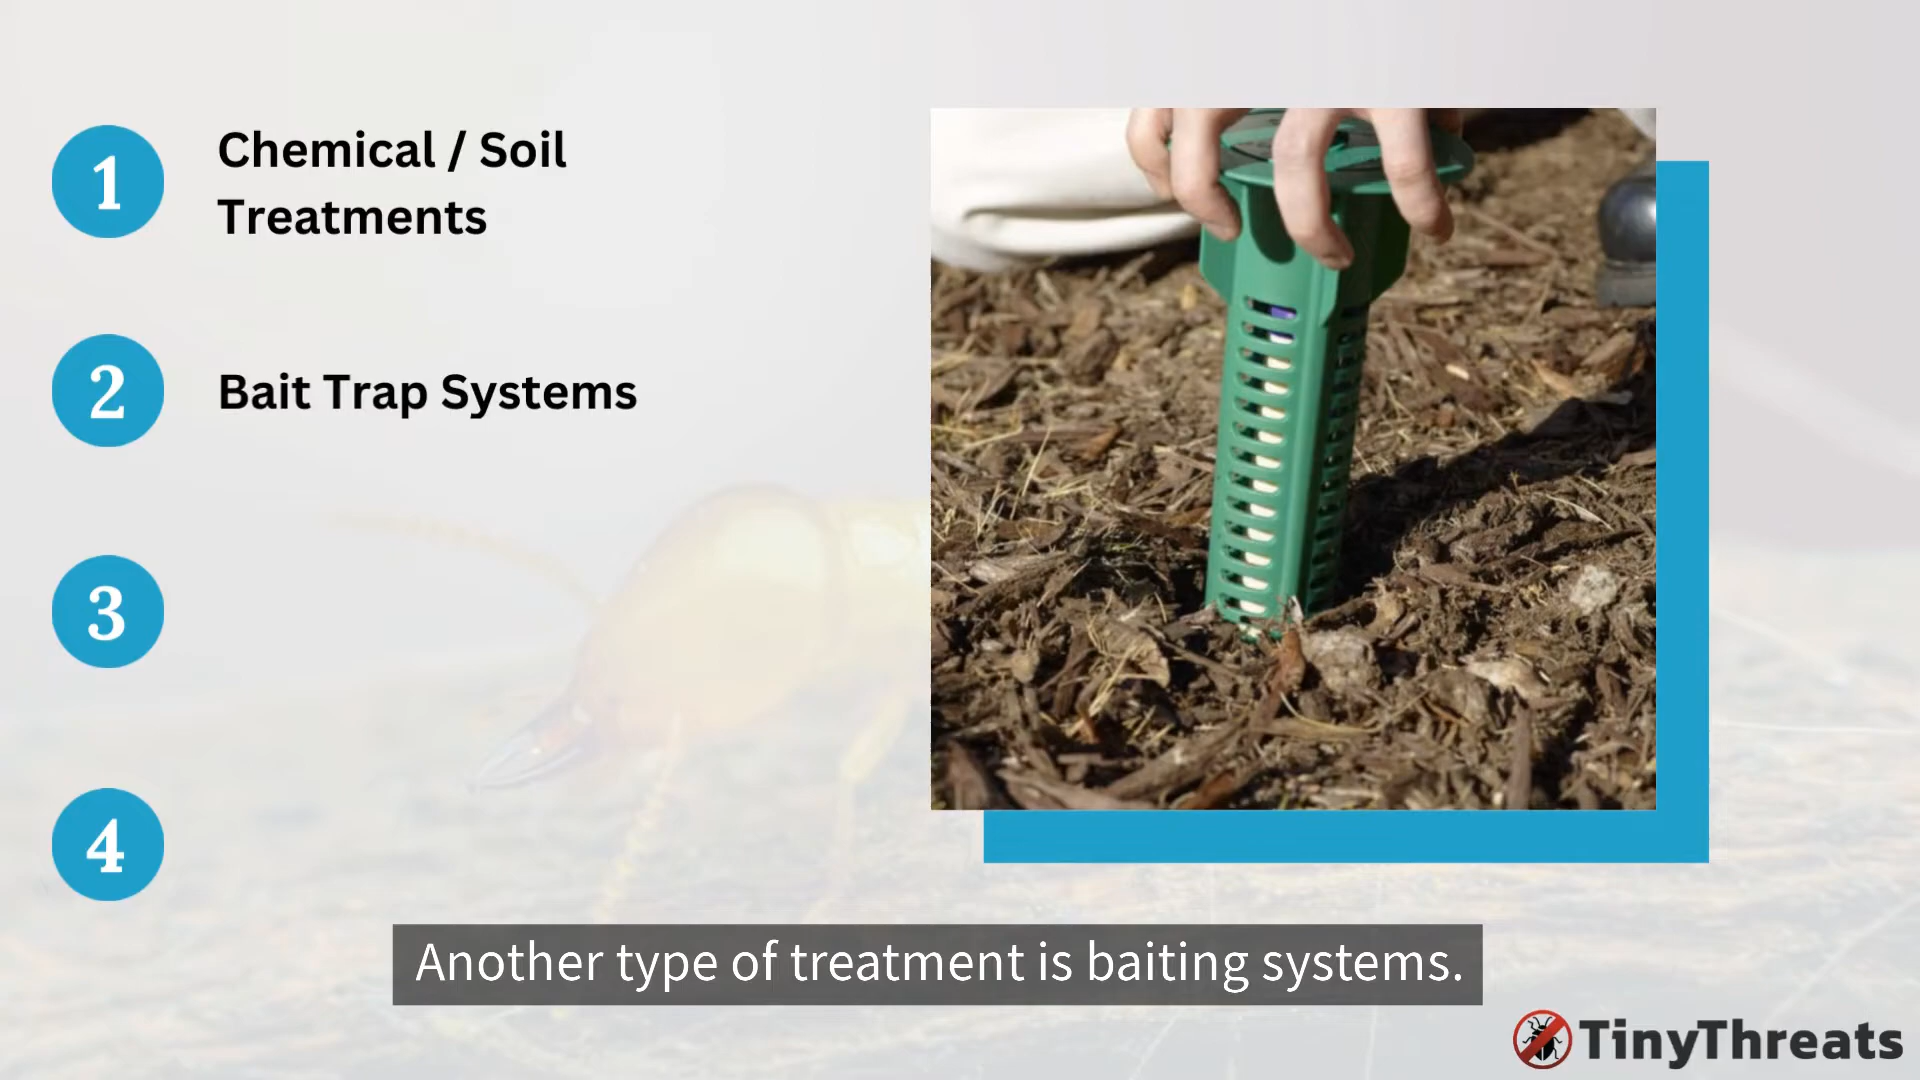 1
Chemical / Soil
Treatments
2
Bait Trap Systems
3
4
Another type of treatment is baiting systems.
TinyThreats